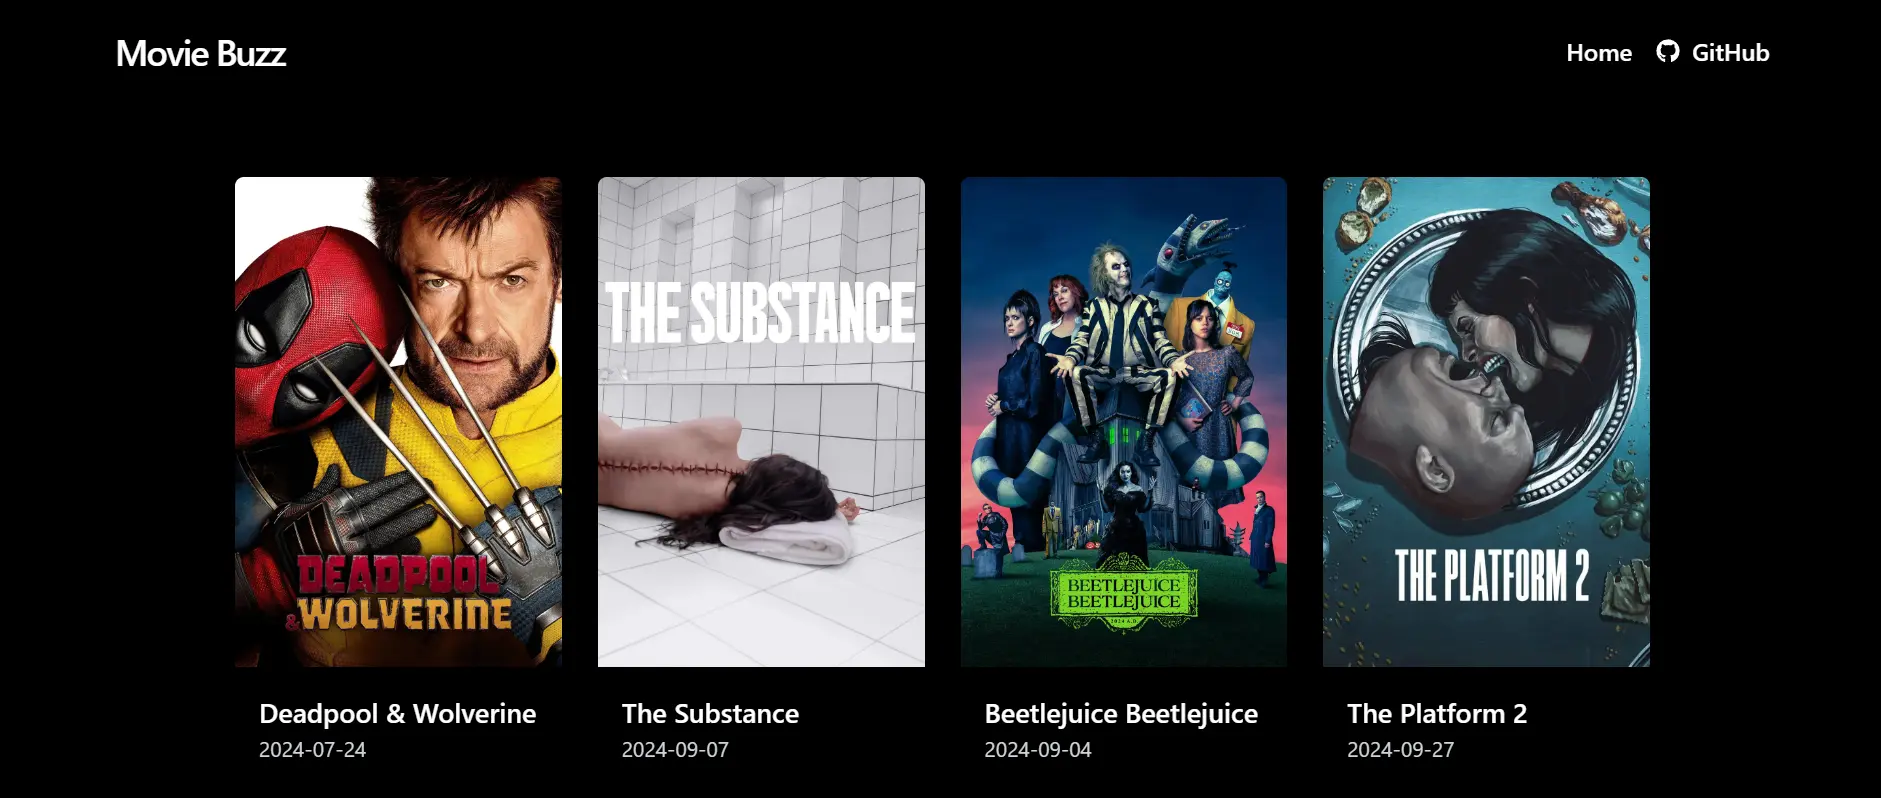 Movie Buzz
Home GitHub
DEADPOOL
& WOLVERINE
THE SUBSTANCE
BEETLEJUICE
BEETLEJUICE
2024 A.D.
THE PLATFORM 2
Deadpool & Wolverine
2024-07-24
The Substance
2024-09-07
Beetlejuice Beetlejuice
2024-09-04
The Platform 2
2024-09-27